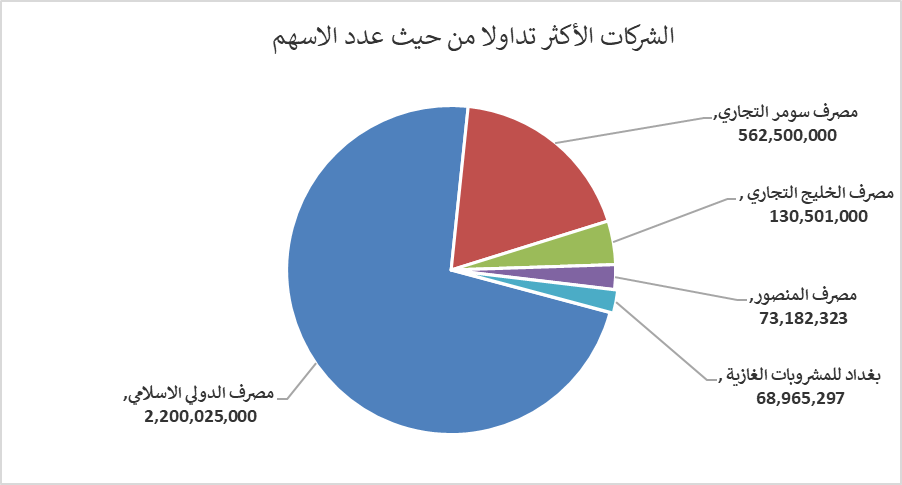 الشركات الأكثر تداولا من حيث عدد الاسهم
مصرف سومر التجاري,
562,500,000
مصرف الخليج التجاري ,
130,501,000
مصرف المنصور,
73,182,323
بغداد للمشروبات الغازية ,
68,965,297
مصرف الدولي الاسلامي,
2,200,025,000